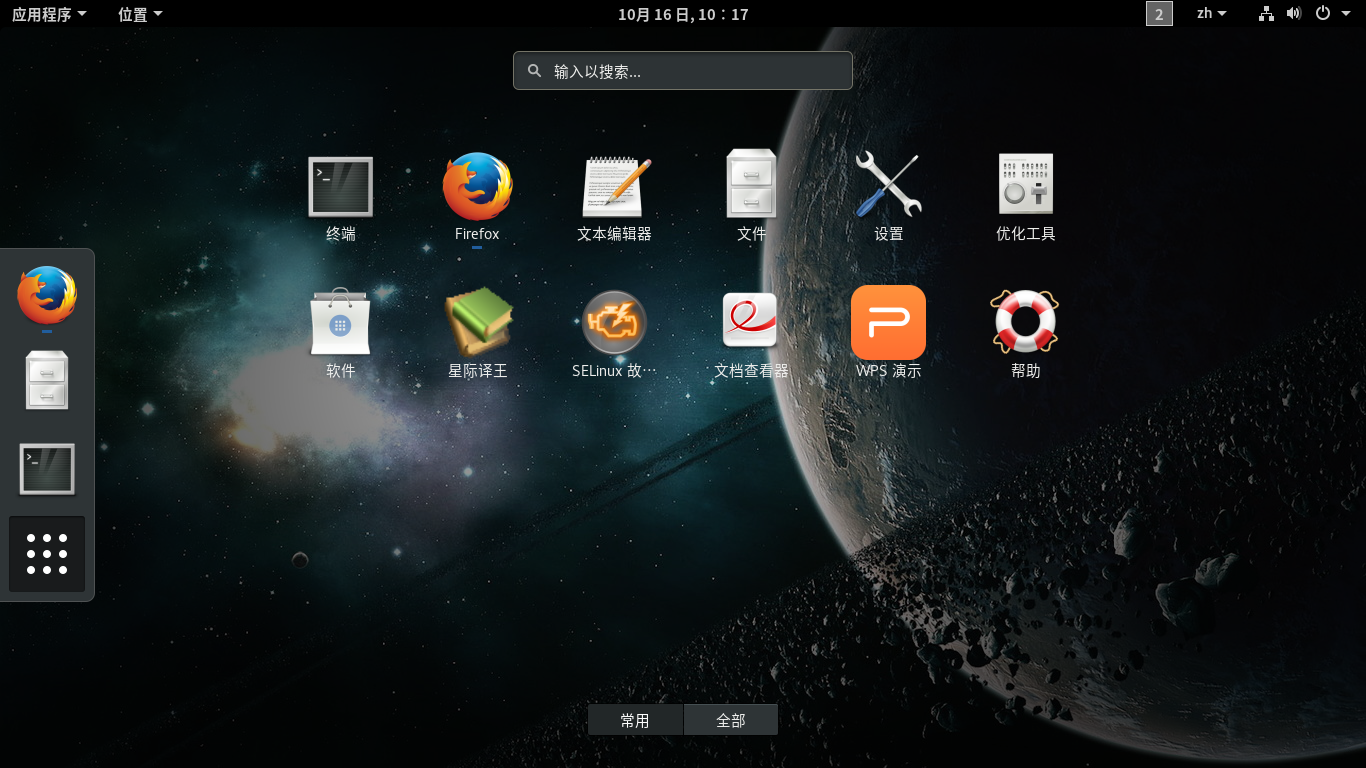 应用程序 位置 10月 16 日, 10：17 2 zh
输入以搜索...
终端 Firefox 文本编辑器 文件 设置 优化工具
软件 星际译王 SELinux 故… 文档查看器 WPS 演示 帮助
常用 全部